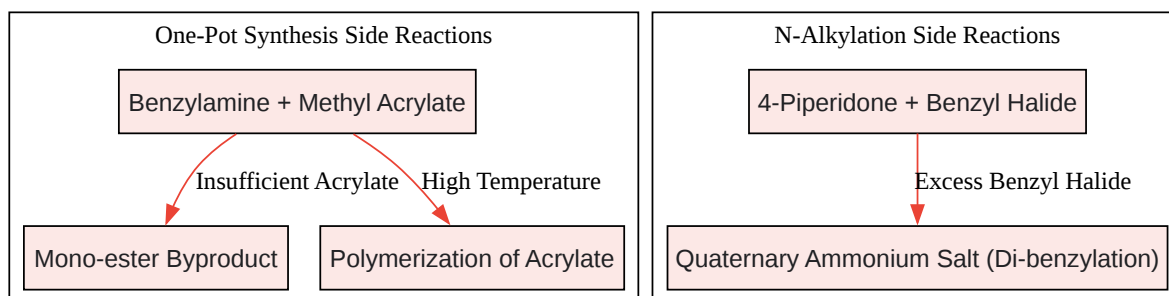 One-Pot Synthesis Side Reactions
Benzylamine + Methyl Acrylate
Insufficient Acrylate
High Temperature
Mono-ester Byproduct
Polymerization of Acrylate
N-Alkylation Side Reactions
4-Piperidone + Benzyl Halide
Excess Benzyl Halide
Quaternary Ammonium Salt (Di-benzylation)